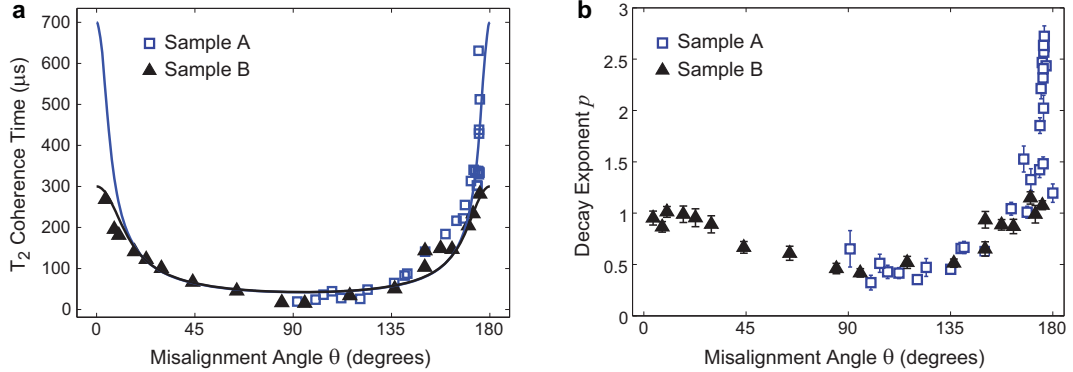 a
T₂ Coherence Time (μs)
700
600
500
400
300
200
100
0
Sample A
Sample B
0 45 90 135 180
Misalignment Angle θ (degrees)
b
Decay Exponent p
3
2.5
2
1.5
1
0.5
0
Sample A
Sample B
0 45 90 135 180
Misalignment Angle θ (degrees)